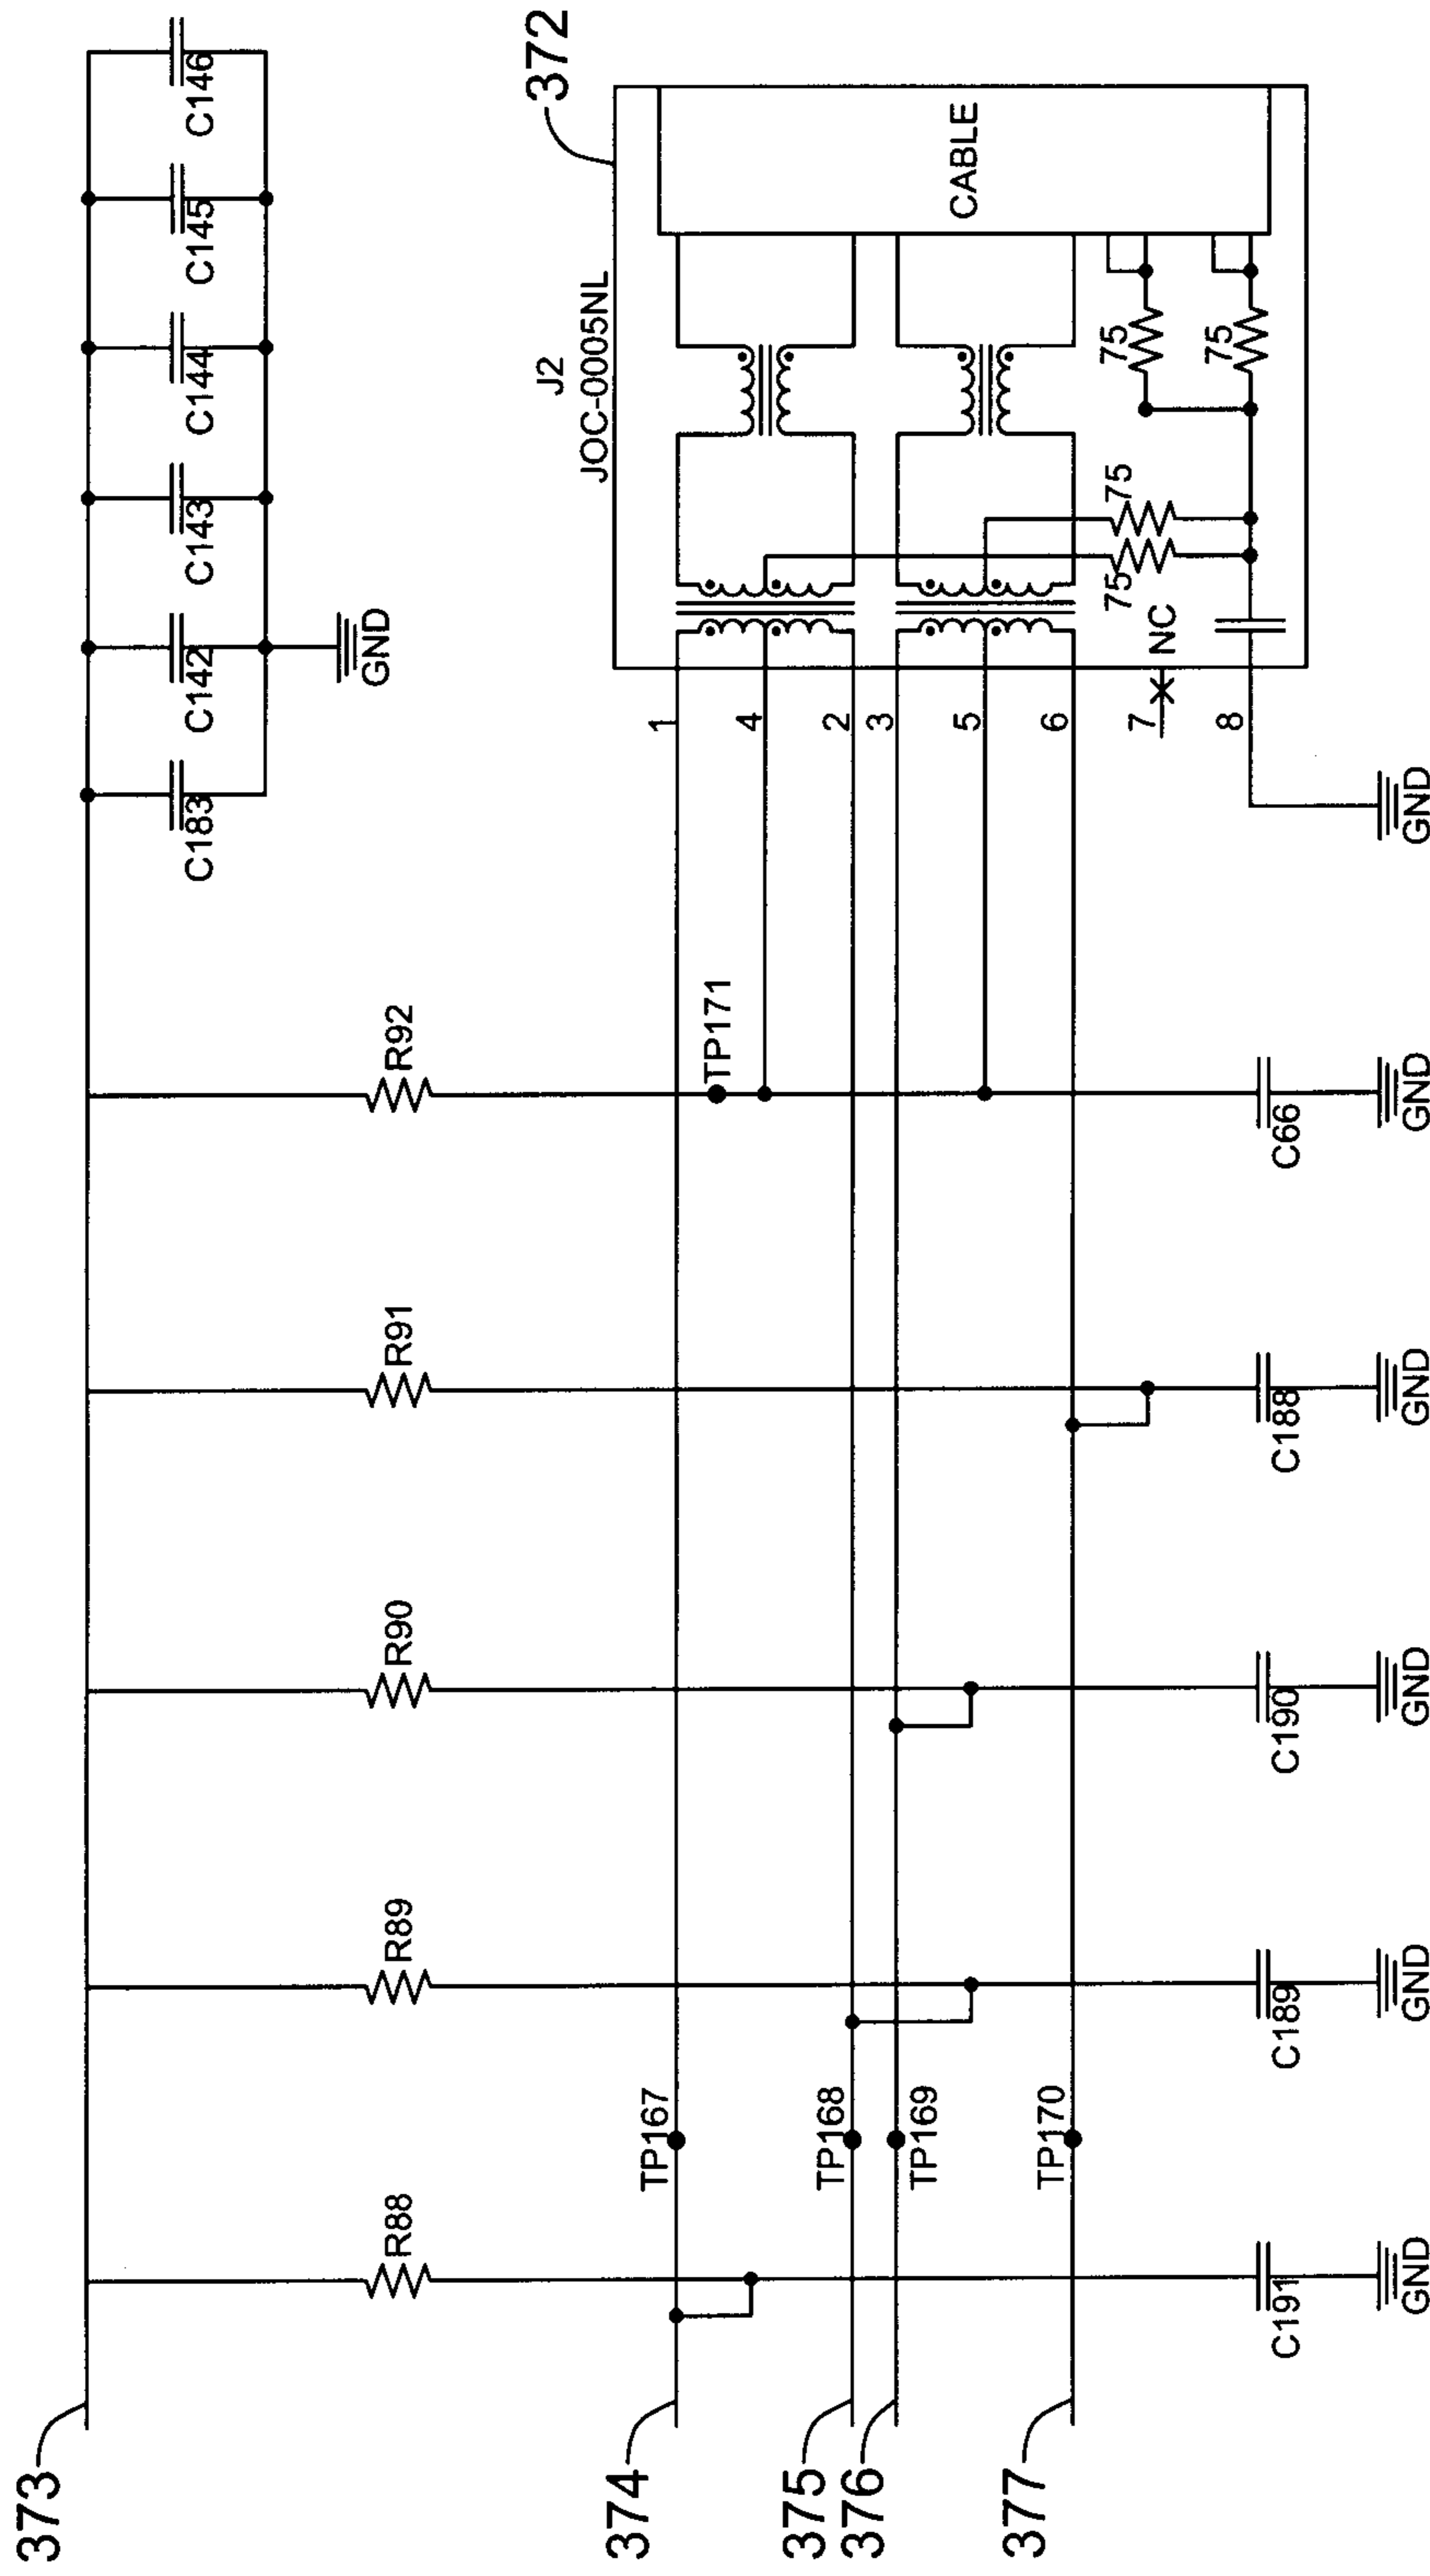 373
C183
C142
C143
C144
C145
C146
GND
R88
R89
R90
R91
R92
372
J2
JOC-0005NL
374
TP167
TP171
1
4
375
TP168
2
376
TP169
3
5
377
TP170
6
7
NC
8
CABLE
75
75
75
75
C191
C189
C190
C188
C66
GND
GND
GND
GND
GND
GND